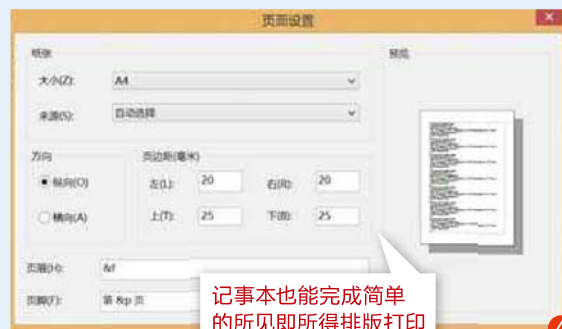 页面设置
纸张
预览
大小(Z):
A4
来源(S):
自动选择
方向
页边距(毫米)
纵向(O)
左(L):
20
右(R):
20
横向(A)
上(T):
25
下(B):
25
页眉(H):
&f
页脚(F):
第 &p 页
记事本也能完成简单
的所见即所得排版打印